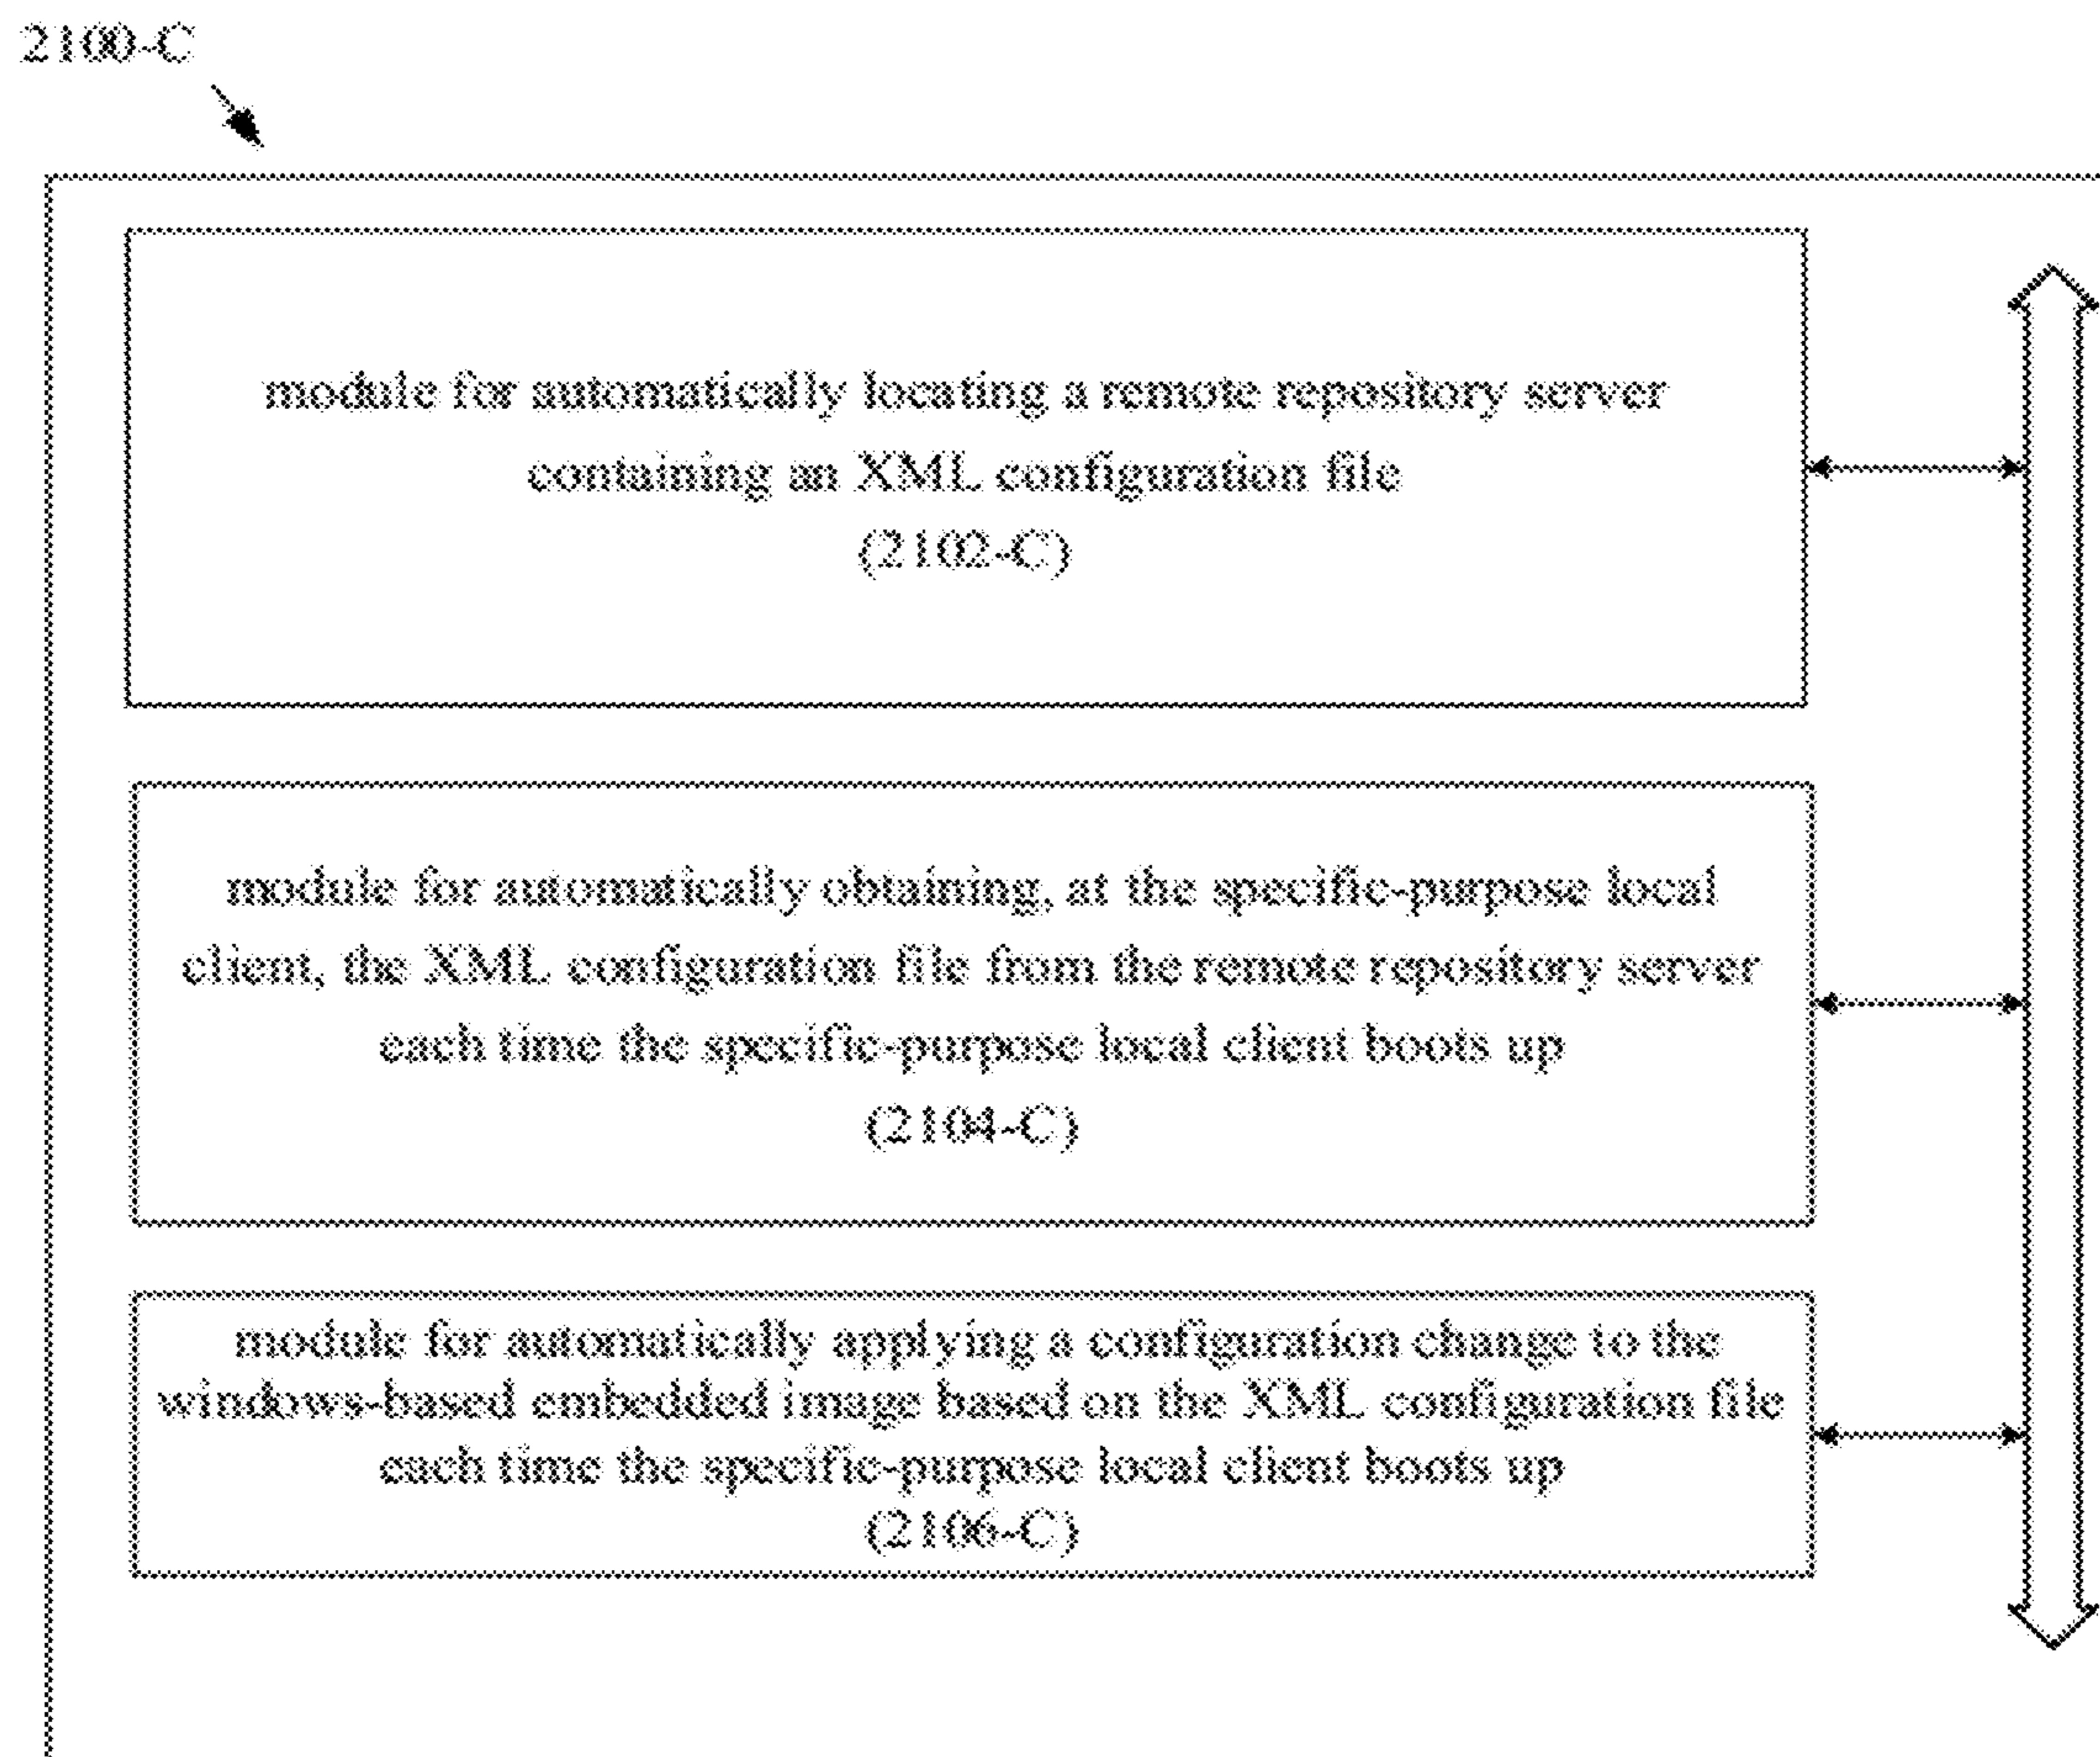 2100-C
module for automatically locating a remote repository server
containing an XML configuration file
(2102-C)
module for automatically obtaining, at the specific-purpose local
client, the XML configuration file from the remote repository server
each time the specific-purpose local client boots up
(2104-C)
module for automatically applying a configuration change to the
windows-based embedded image based on the XML configuration file
each time the specific-purpose local client boots up
(2106-C)